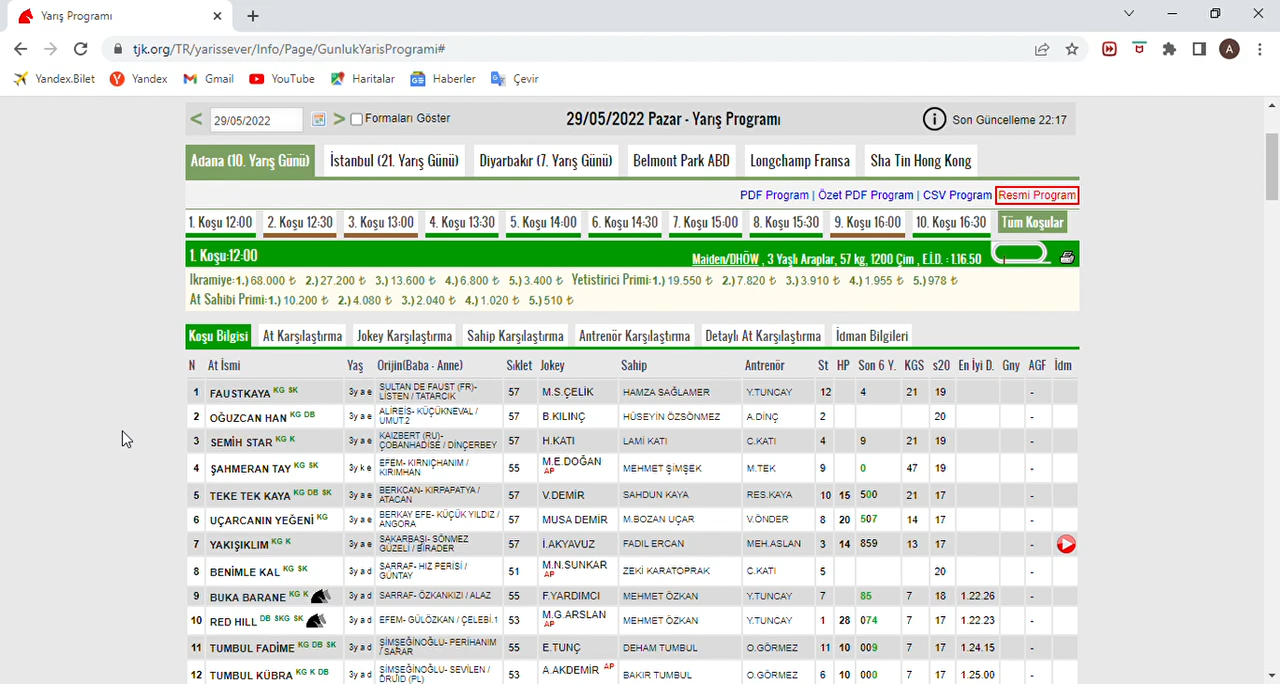 Yarış Programı
tjk.org/TR/yarissever/Info/Page/GunlukYarisProgrami#
A
Yandex.Bilet Yandex Gmail YouTube Haritalar Haberler Çevir
29/05/2022 Formaları Göster 29/05/2022 Pazar - Yarış Programı Son Güncelleme 22:17
Adana (10. Yarış Günü) İstanbul (21. Yarış Günü) Diyarbakır (7. Yarış Günü) Belmont Park ABD Longchamp Fransa Sha Tin Hong Kong
PDF Program | Özet PDF Program | CSV Program Resmi Program
1. Koşu 12:00 2. Koşu 12:30 3. Koşu 13:00 4. Koşu 13:30 5. Koşu 14:00 6. Koşu 14:30 7. Koşu 15:00 8. Koşu 15:30 9. Koşu 16:00 10. Koşu 16:30 Tüm Koşular
1. Koşu:12:00 Maiden/DHÖW , 3 Yaşlı Araplar, 57 kg, 1200 Çim , E.İ.D. : 1.16.50
İkramiye:1.) 68.000 ₺ 2.) 27.200 ₺ 3.) 13.600 ₺ 4.) 6.800 ₺ 5.) 3.400 ₺ Yetistirici Primi:1.) 19.550 ₺ 2.) 7.820 ₺ 3.) 3.910 ₺ 4.) 1.955 ₺ 5.) 978 ₺
At Sahibi Primi:1.) 10.200 ₺ 2.) 4.080 ₺ 3.) 2.040 ₺ 4.) 1.020 ₺ 5.) 510 ₺
Koşu Bilgisi At Karşılaştırma Jokey Karşılaştırma Sahip Karşılaştırma Antrenör Karşılaştırma Detaylı At Karşılaştırma İdman Bilgileri
N At İsmi Yaş Orijin(Baba - Anne) Sıklet Jokey Sahip Antrenör St HP Son 6 Y. KGS s20 En İyi D. Gny AGF İdm
1 FAUSTKAYA KG SK 3y a e SULTAN DE FAUST (FR)- LİSTEN / TATARCIK 57 M.S.ÇELİK HAMZA SAĞLAMER Y.TUNCAY 12 4 21 19 -
2 OĞUZCAN HAN KG DB 3y a e ALİREİS- KÜÇÜKNEVAL / UMUT.2 57 B.KILINÇ HÜSEYİN ÖZSÖNMEZ A.DİNÇ 2 20 -
3 SEMİH STAR KG K 3y a e KAIZBERT (RU)- ÇOBANHADİSE / DİNÇERBEY 57 H.KATI LAMİ KATI C.KATI 4 9 21 19 -
4 ŞAHMERAN TAY KG SK 3y k e EFEM- KIRNIÇHANIM / KIRIMHAN 55 M.E.DOĞAN AP MEHMET ŞİMŞEK M.TEK 9 0 47 19 -
5 TEKE TEK KAYA KG DB SK 3y a e BERKCAN- KIRPAPATYA / ATACAN 57 V.DEMİR SAHDUN KAYA RES.KAYA 10 15 500 21 17 -
6 UÇARCANIN YEĞENİ KG 3y a e BERKAY EFE- KÜÇÜK YILDIZ / ANGORA 57 MUSA DEMİR M.BOZAN UÇAR V.ÖNDER 8 20 507 14 17 -
7 YAKIŞIKLIM KG K 3y a e SAKARBAŞI- SÖNMEZ GÜZELİ / BİRADER 57 İ.AKYAVUZ FADIL ERCAN MEH.ASLAN 3 14 859 13 17 -
8 BENİMLE KAL KG SK 3y a d SARRAF- HIZ PERİSİ / GÜNTAY 51 M.N.SUNKAR AP ZEKİ KARATOPRAK C.KATI 5 20 -
9 BUKA BARANE KG K 3y a d SARRAF- ÖZKANKIZI / ALAZ 55 F.YARDIMCI MEHMET ÖZKAN Y.TUNCAY 7 85 7 18 1.22.26 -
10 RED HILL DB SKG SK 3y a d EFEM- GÜLÖZKAN / ÇELEBİ.1 53 M.G.ARSLAN AP MEHMET ÖZKAN Y.TUNCAY 1 28 074 7 17 1.22.23 -
11 TUMBUL FADİME KG DB SK 3y a d ŞİMŞEĞİNOĞLU- PERİHANIM / SARAR 55 E.TUNÇ DEHAM TUMBUL O.GÖRMEZ 11 10 009 7 17 1.24.15 -
12 TUMBUL KÜBRA KG K DB 3y a d ŞİMŞEĞİNOĞLU- SEVİLEN / DRUID (PL) 53 A.AKDEMİR AP BAKIR TUMBUL O.GÖRMEZ 6 10 000 7 17 1.25.00 -